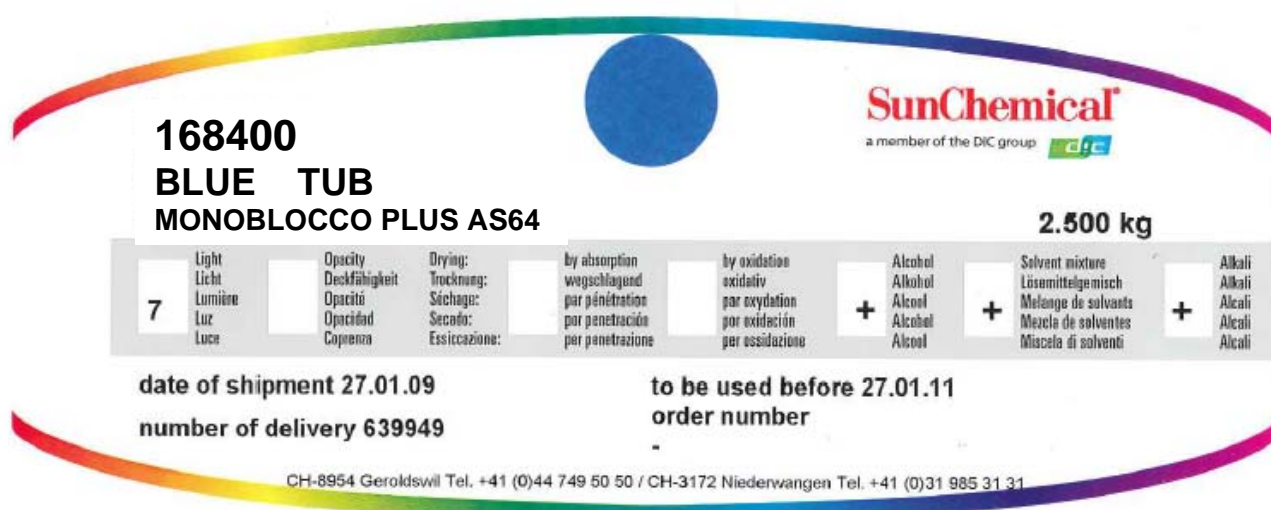 SunChemical®
a member of the DIC group dic
168400
BLUE TUB
MONOBLOCCO PLUS AS64
2.500 kg
7
Light
Licht
Lumière
Luz
Luce
Opacity
Deckfähigkeit
Opacité
Opacidad
Coprenza
Drying:
Trocknung:
Séchage:
Secado:
Essiccazione:
by absorption
wegschlagend
par pénétration
por penetración
per penetrazione
by oxidation
oxidativ
par oxydation
por oxidación
per ossidazione
+
Alcohol
Alkohol
Alcool
Alcohol
Alcool
+
Solvent mixture
Lösemittelgemisch
Melange de solvants
Mezcla de solventes
Miscela di solventi
+
Alkali
Alkali
Alcali
Alcali
Alcali
date of shipment 27.01.09
to be used before 27.01.11
number of delivery 639949
order number
-
CH-8954 Geroldswil Tel. +41 (0)44 749 50 50 / CH-3172 Niederwangen Tel. +41 (0)31 985 31 31